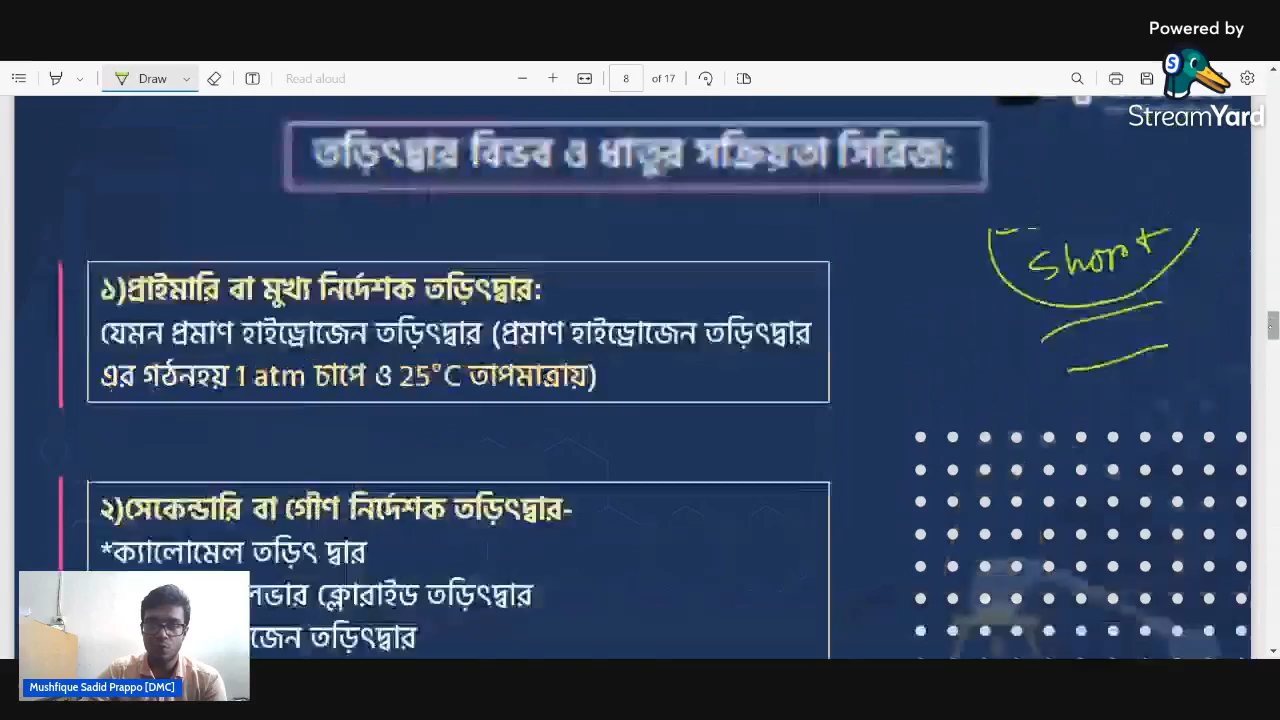 Powered by
StreamYard
Draw
Read aloud
8 of 17
তড়িৎদ্বার বিভব ও ধাতুর সক্রিয়তা সিরিজ:
short
১)প্রাইমারি বা মুখ্য নির্দেশক তড়িৎদ্বার:
যেমন প্রমাণ হাইড্রোজেন তড়িৎদ্বার (প্রমাণ হাইড্রোজেন তড়িৎদ্বার
এর গঠনহয় 1 atm চাপে ও 25°C তাপমাত্রায়)
২)সেকেন্ডারি বা গৌণ নির্দেশক তড়িৎদ্বার-
*ক্যালোমেল তড়িৎ দ্বার
ক্লোরাইড তড়িৎদ্বার
তড়িৎদ্বার
Mushfique Sadid Prappo [DMC]